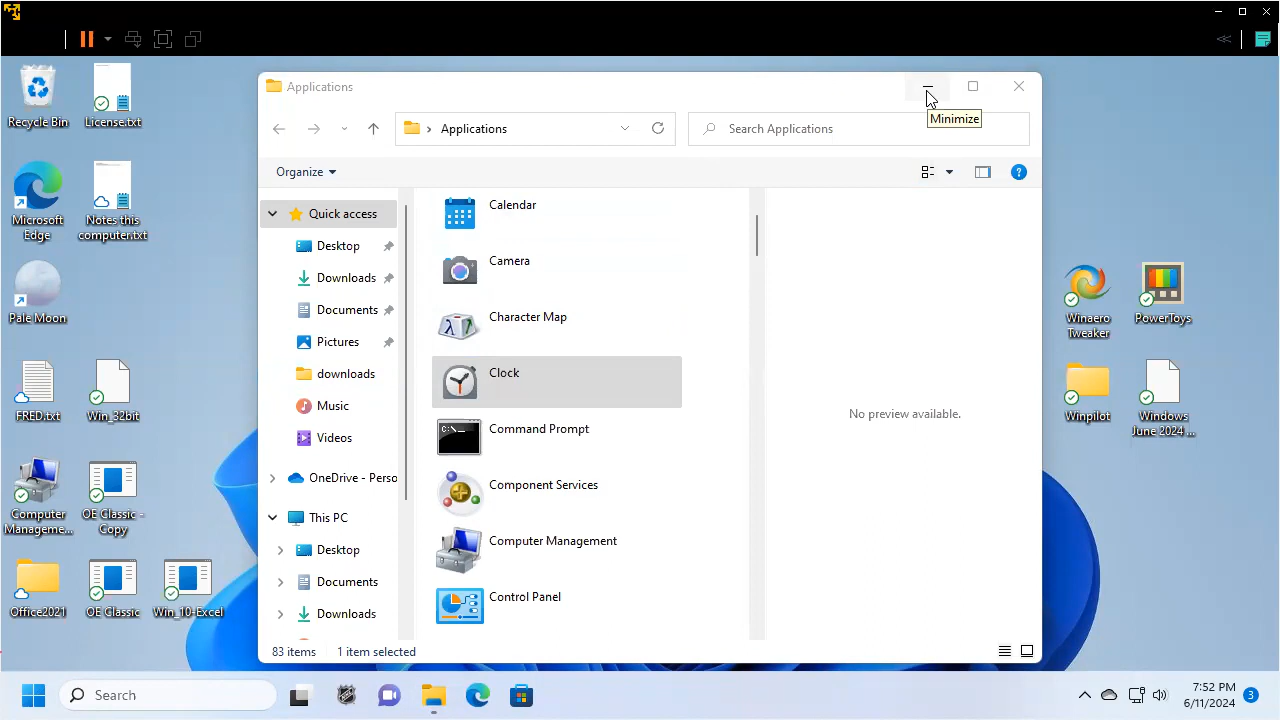 Applications
Minimize
Applications
Search Applications
Organize
Quick access
Desktop
Downloads
Documents
Pictures
downloads
Music
Videos
OneDrive - Perso
This PC
Desktop
Documents
Downloads
Calendar
Camera
Character Map
Clock
C:\_
Command Prompt
Component Services
Computer Management
Control Panel
No preview available.
83 items
1 item selected
Recycle Bin
License.txt
Microsoft
Edge
Notes this
computer.txt
Pale Moon
FRED.txt
Win_32bit
Computer
Manageme...
OE Classic -
Copy
Office2021
OE Classic
Win_10-Excel
Winaero
Tweaker
PowerToys
Winpilot
Windows
June 2024 ...
Search
7:52 PM
6/11/2024
3